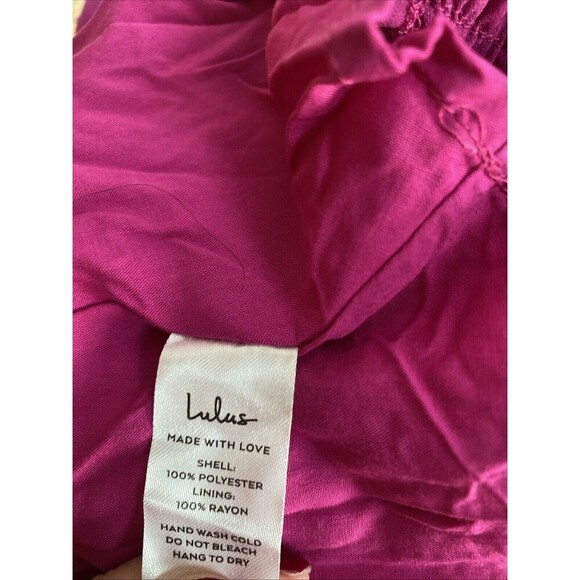 Lulus
MADE WITH LOVE
SHELL:
100% POLYESTER
LINING:
100% RAYON
HAND WASH COLD
DO NOT BLEACH
HANG TO DRY